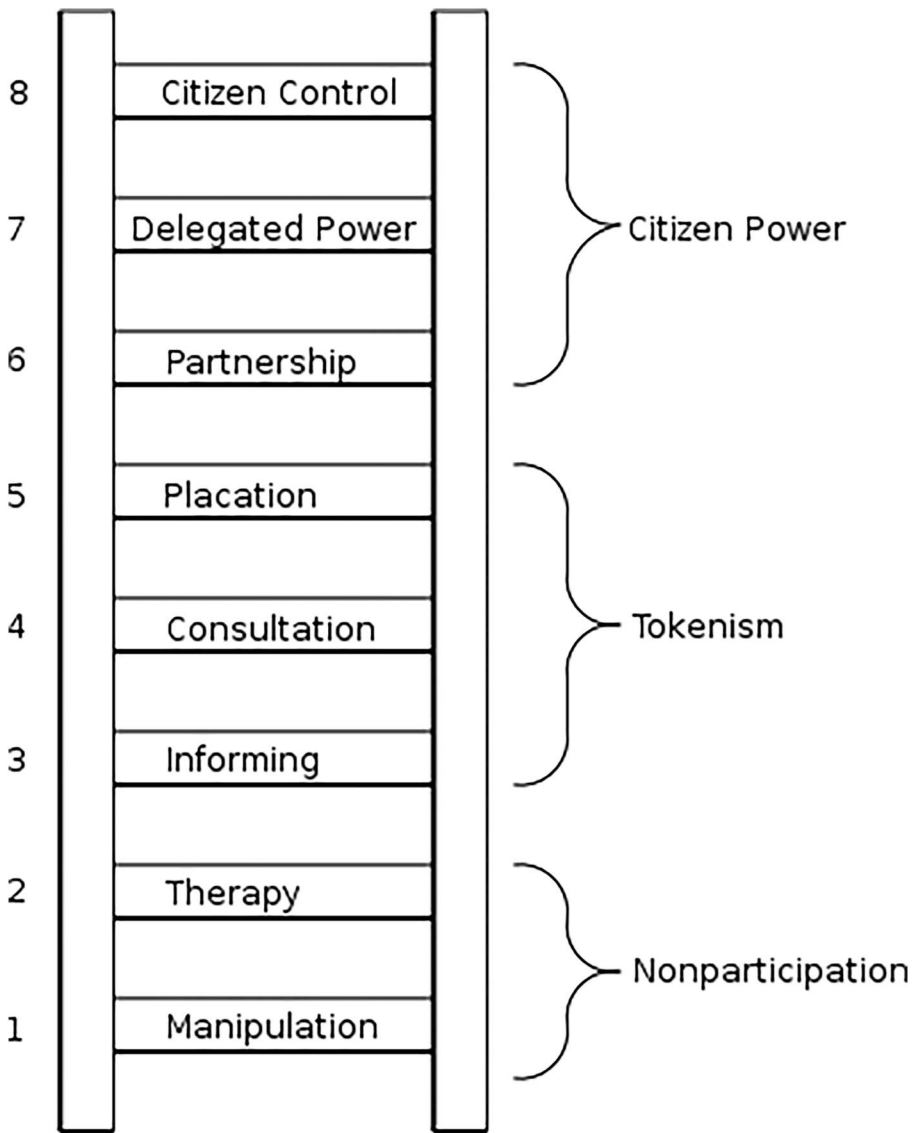 8 Citizen Control
7 Delegated Power
Citizen Power
6 Partnership
5 Placation
4 Consultation
Tokenism
3 Informing
2 Therapy
Nonparticipation
1 Manipulation